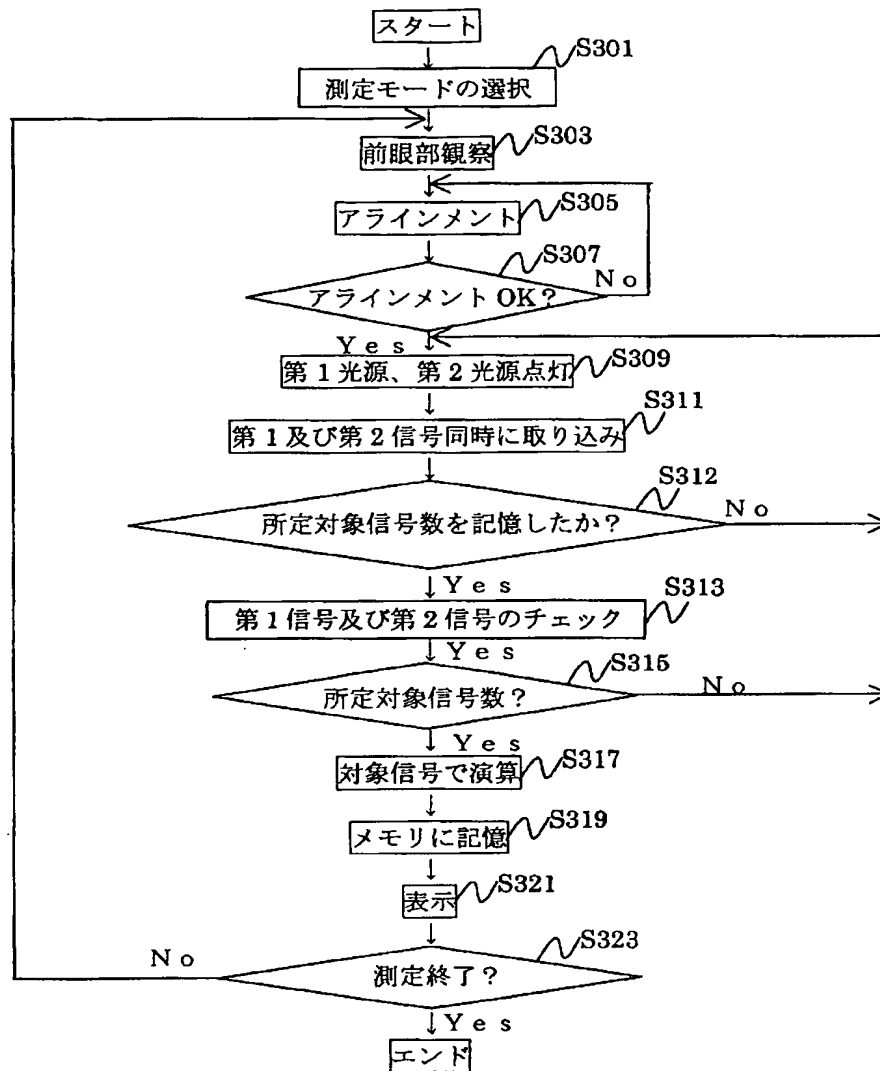 スタート
S301
測定モードの選択
S303
前眼部観察
S305
アラインメント
S307
No
アラインメントOK?
Yes
S309
第1光源、第2光源点灯
S311
第1及び第2信号同時に取り込み
S312
No
所定対象信号数を記憶したか?
Yes
S313
第1信号及び第2信号のチェック
Yes
S315
No
所定対象信号数?
Yes
S317
対象信号で演算
S319
メモリに記憶
S321
表示
S323
No
測定終了?
Yes
エンド